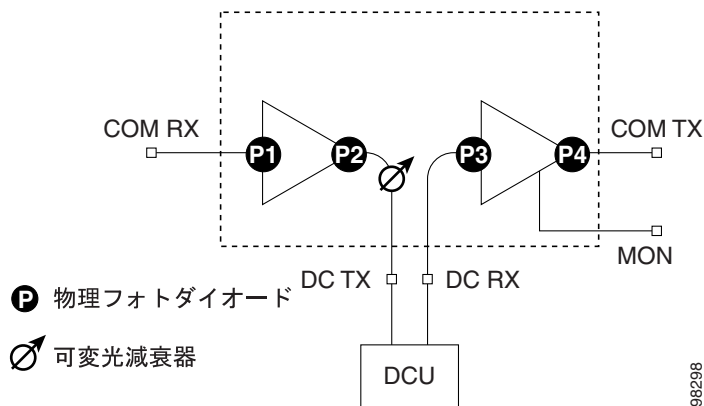 COM RX
P1
P2
P3
P4
COM TX
MON
DC TX
DC RX
P 物理フォトダイオード
可変光減衰器
DCU
98298